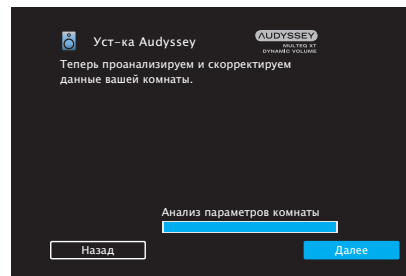 Уст-ка Audyssey
AUDYSSEY
MULTEQ XT
DYNAMIC VOLUME
Теперь проанализируем и скорректируем
данные вашей комнаты.
Анализ параметров комнаты
Назад
Далее